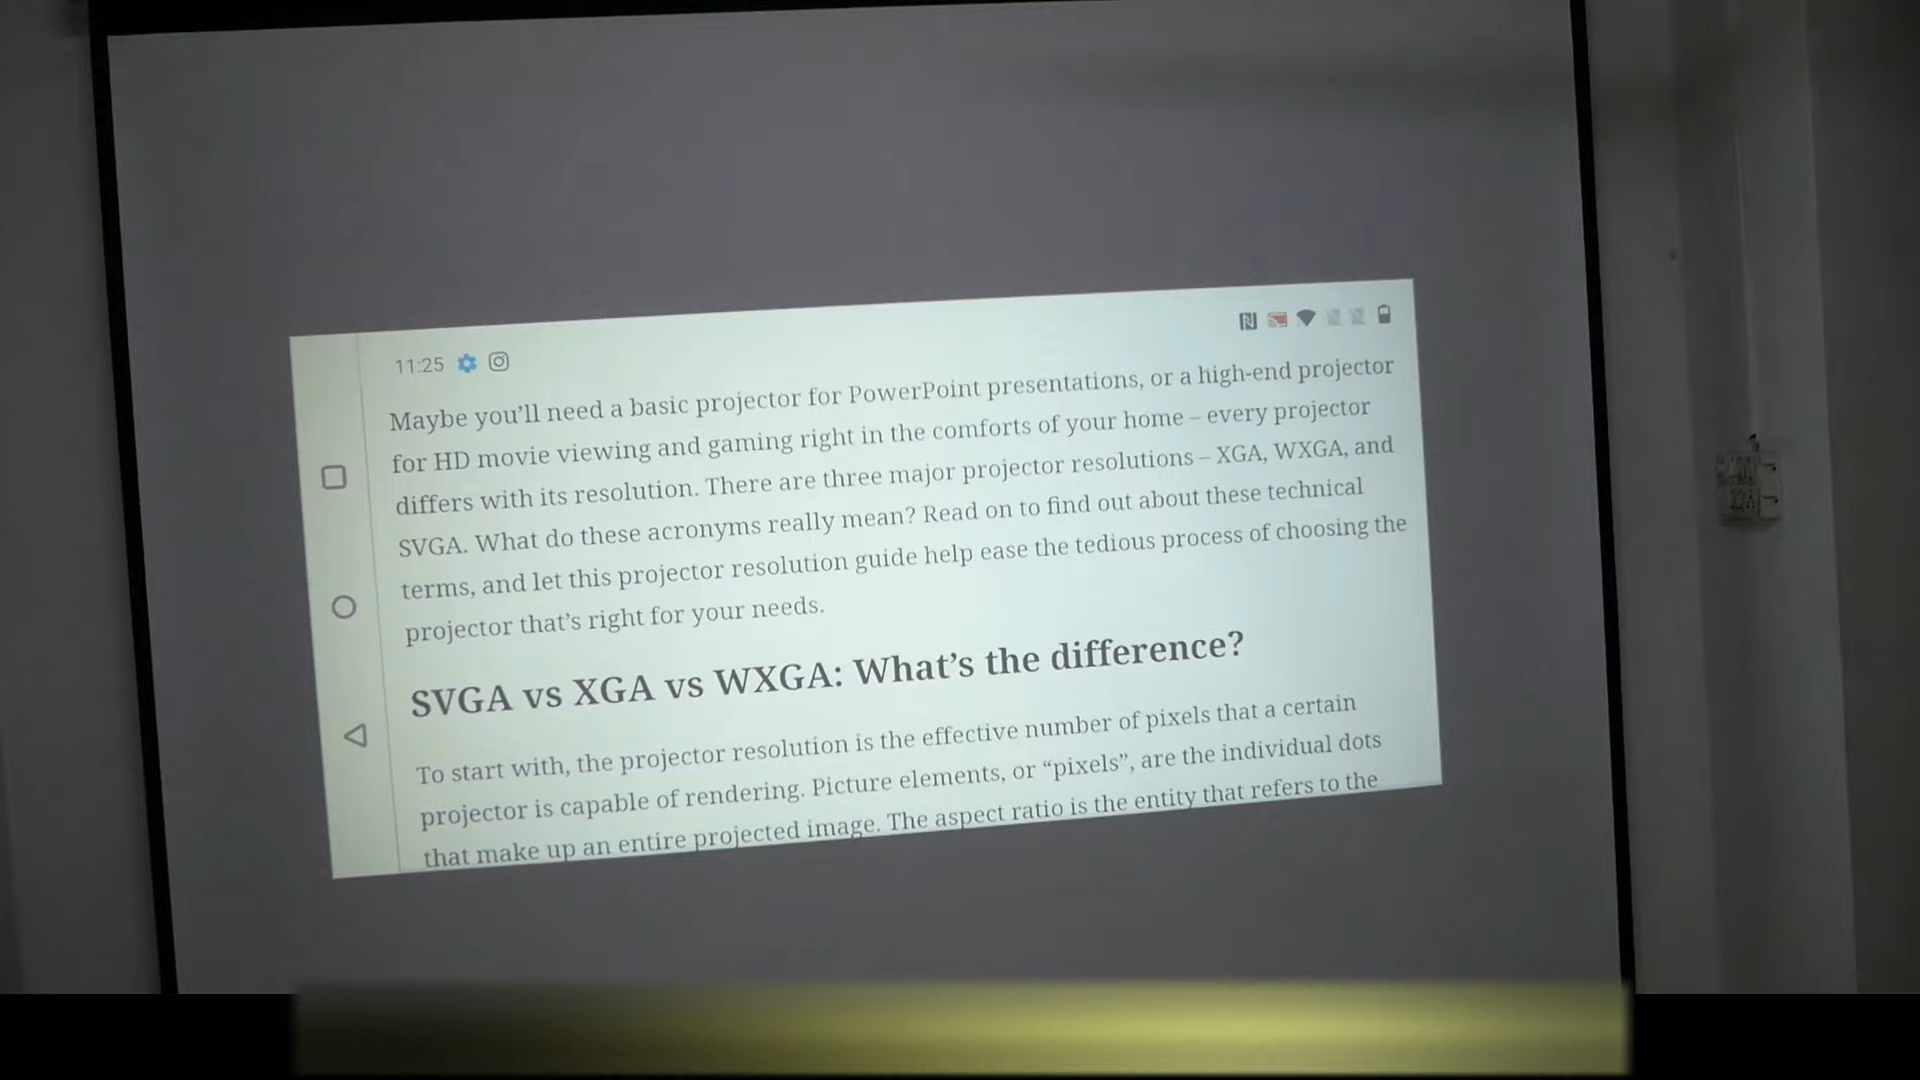 11:25
Maybe you’ll need a basic projector for PowerPoint presentations, or a high-end projector
for HD movie viewing and gaming right in the comforts of your home – every projector
differs with its resolution. There are three major projector resolutions – XGA, WXGA, and
SVGA. What do these acronyms really mean? Read on to find out about these technical
terms, and let this projector resolution guide help ease the tedious process of choosing the
projector that’s right for your needs.
SVGA vs XGA vs WXGA: What’s the difference?
To start with, the projector resolution is the effective number of pixels that a certain
projector is capable of rendering. Picture elements, or “pixels”, are the individual dots
that make up an entire projected image. The aspect ratio is the entity that refers to the